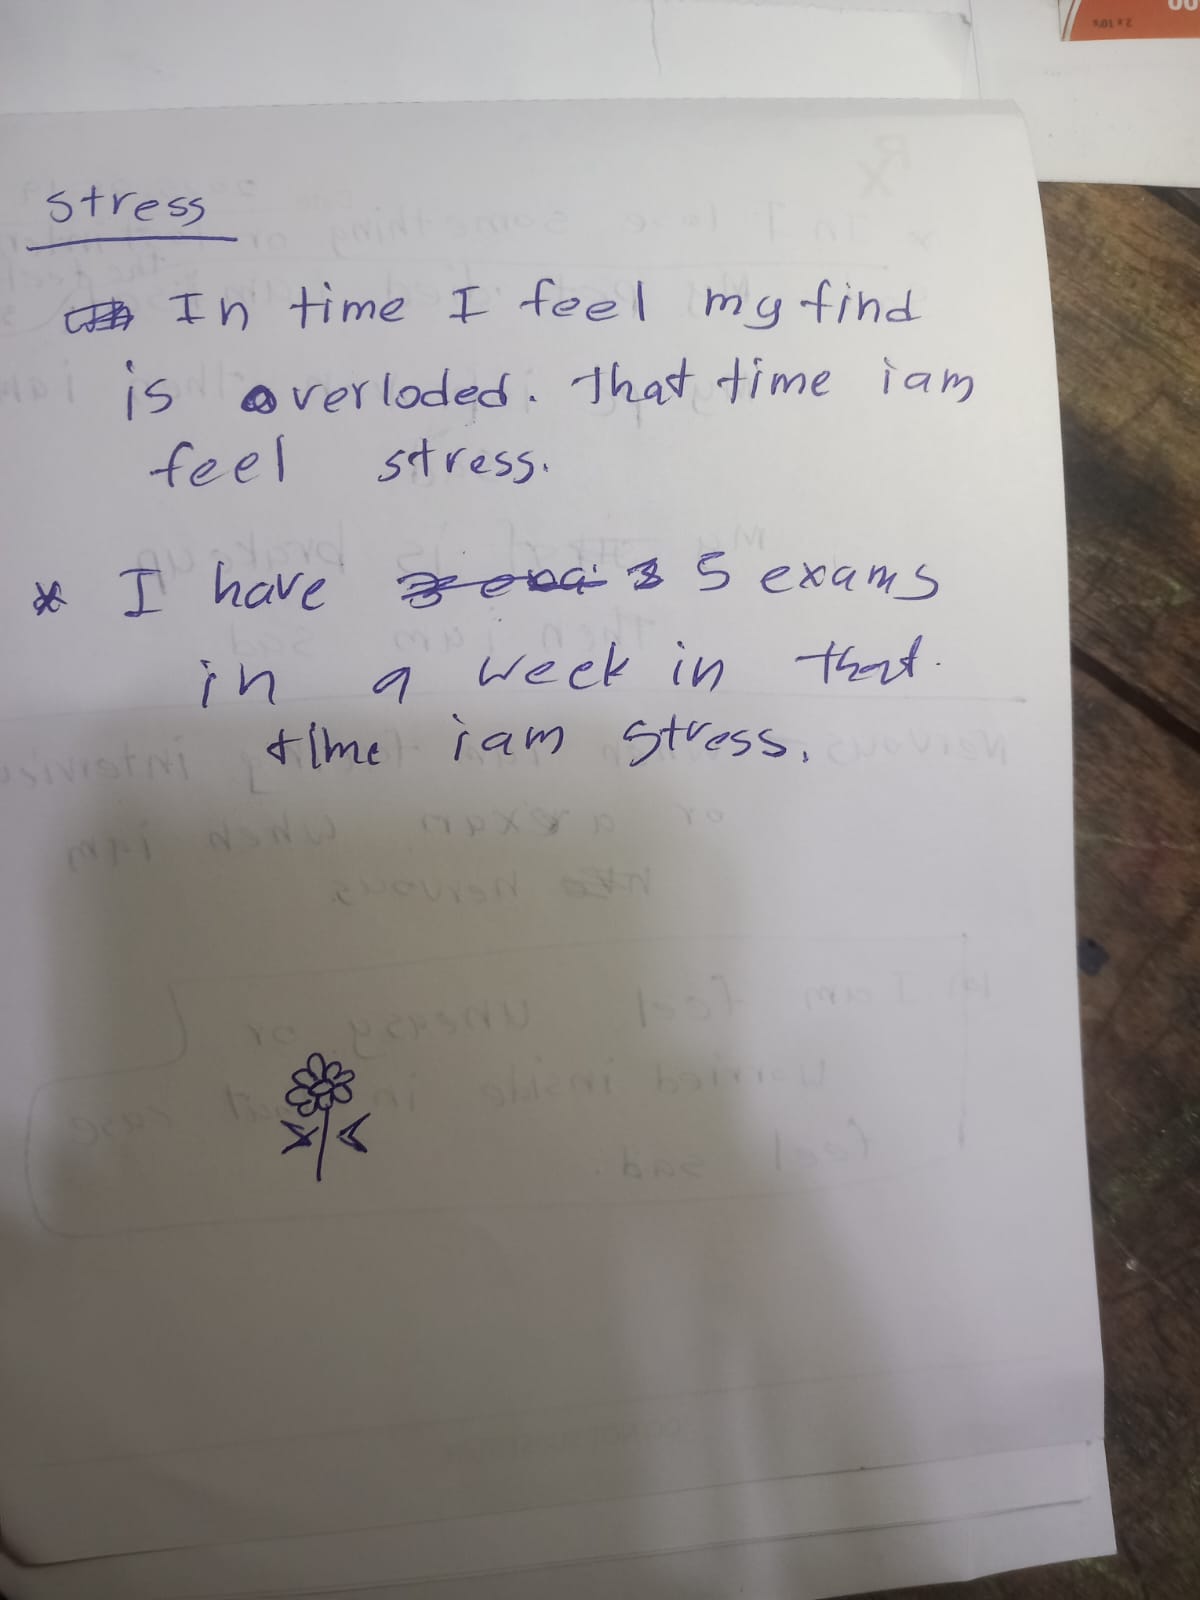 stress
In time I feel my find
is overloded. That time iam
feel stress.
* I have 5 exams
in a week in that
time iam stress.